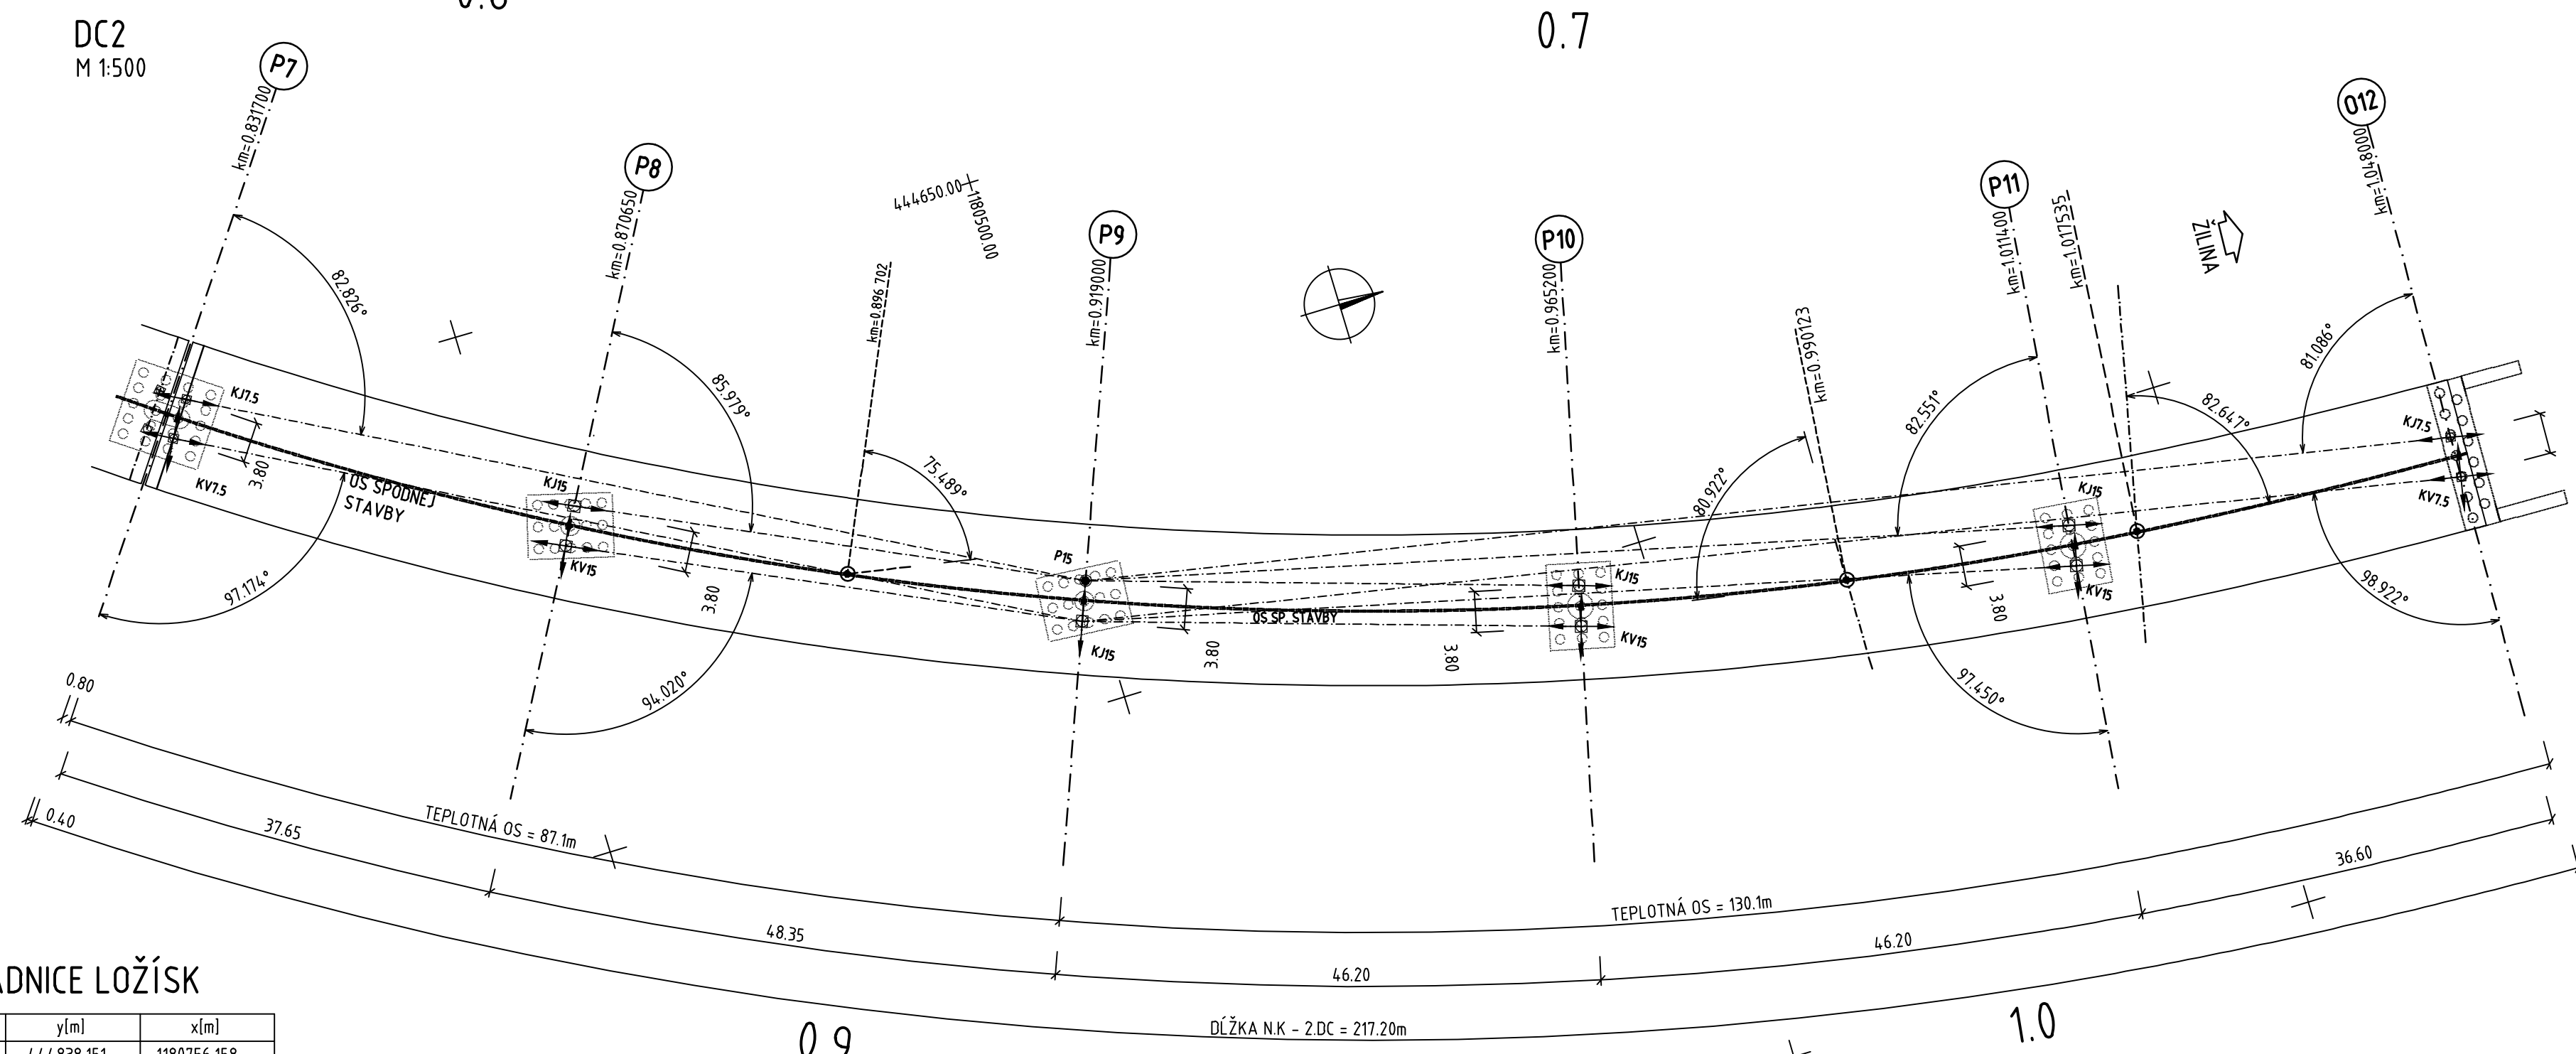 DC2
M 1:500
0.7
P7
km=0.831700
P8
km=0.870650
km=0.896 702
444650.00
1180500.00
P9
km=0.919000
P10
km=0.965200
km=0.990123
P11
km=1.011400
km=1.017535
ŽILINA
O12
km=1.048000
82.826°
85.979°
75.489°
80.922°
82.551°
82.647°
81.086°
KJ7.5
KV7.5
3.80
OS SPODNEJ
STAVBY
KJ15
KV15
3.80
P15
KJ15
3.80
OS SP. STAVBY
3.80
KJ15
KV15
3.80
KJ15
KV15
KJ7.5
KV7.5
97.174°
94.020°
97.450°
98.922°
0.80
0.40
TEPLOTNÁ OS = 87.1m
TEPLOTNÁ OS = 130.1m
37.65
48.35
46.20
46.20
36.60
DĹŽKA N.K - 2.DC = 217.20m
0.9
1.0
ADNICE LOŽÍSK
y[m]
x[m]
444838.151
1180756.158